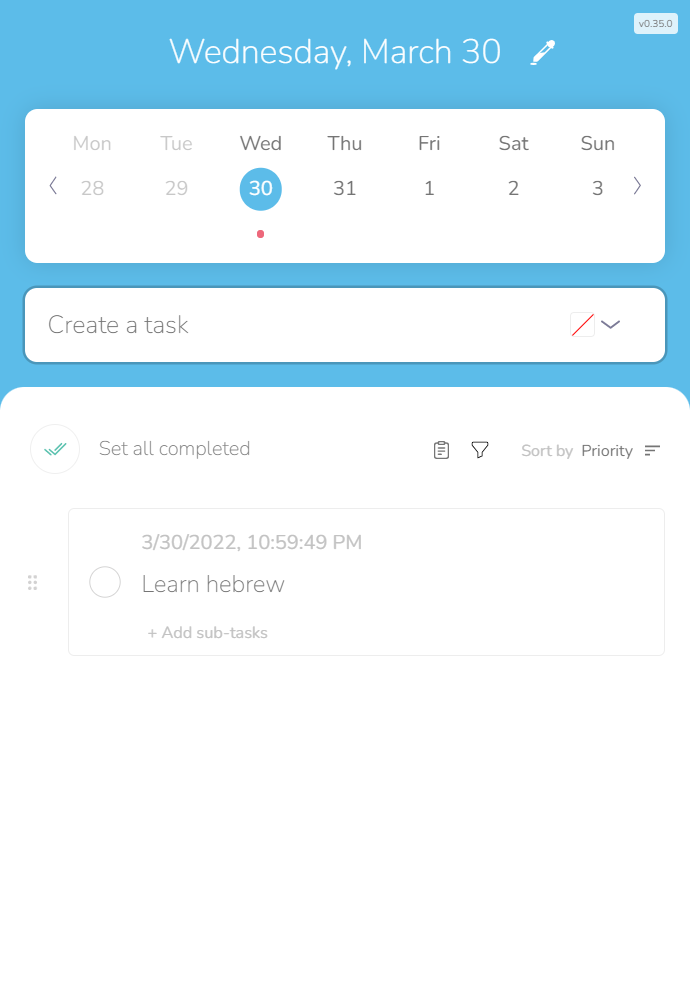 v0.35.0
Wednesday, March 30
Mon Tue Wed Thu Fri Sat Sun
28 29 30 31 1 2 3
Create a task
Set all completed Sort by Priority
3/30/2022, 10:59:49 PM
Learn hebrew
+ Add sub-tasks